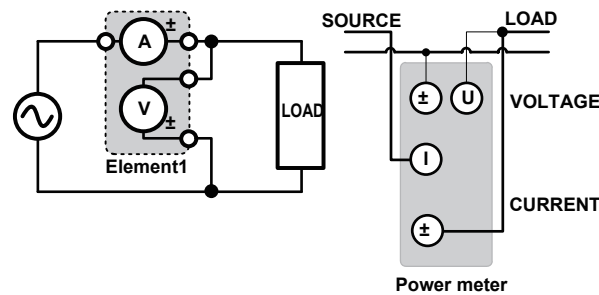 A
±
V
±
LOAD
Element1
SOURCE
LOAD
±
U
VOLTAGE
I
CURRENT
±
Power meter